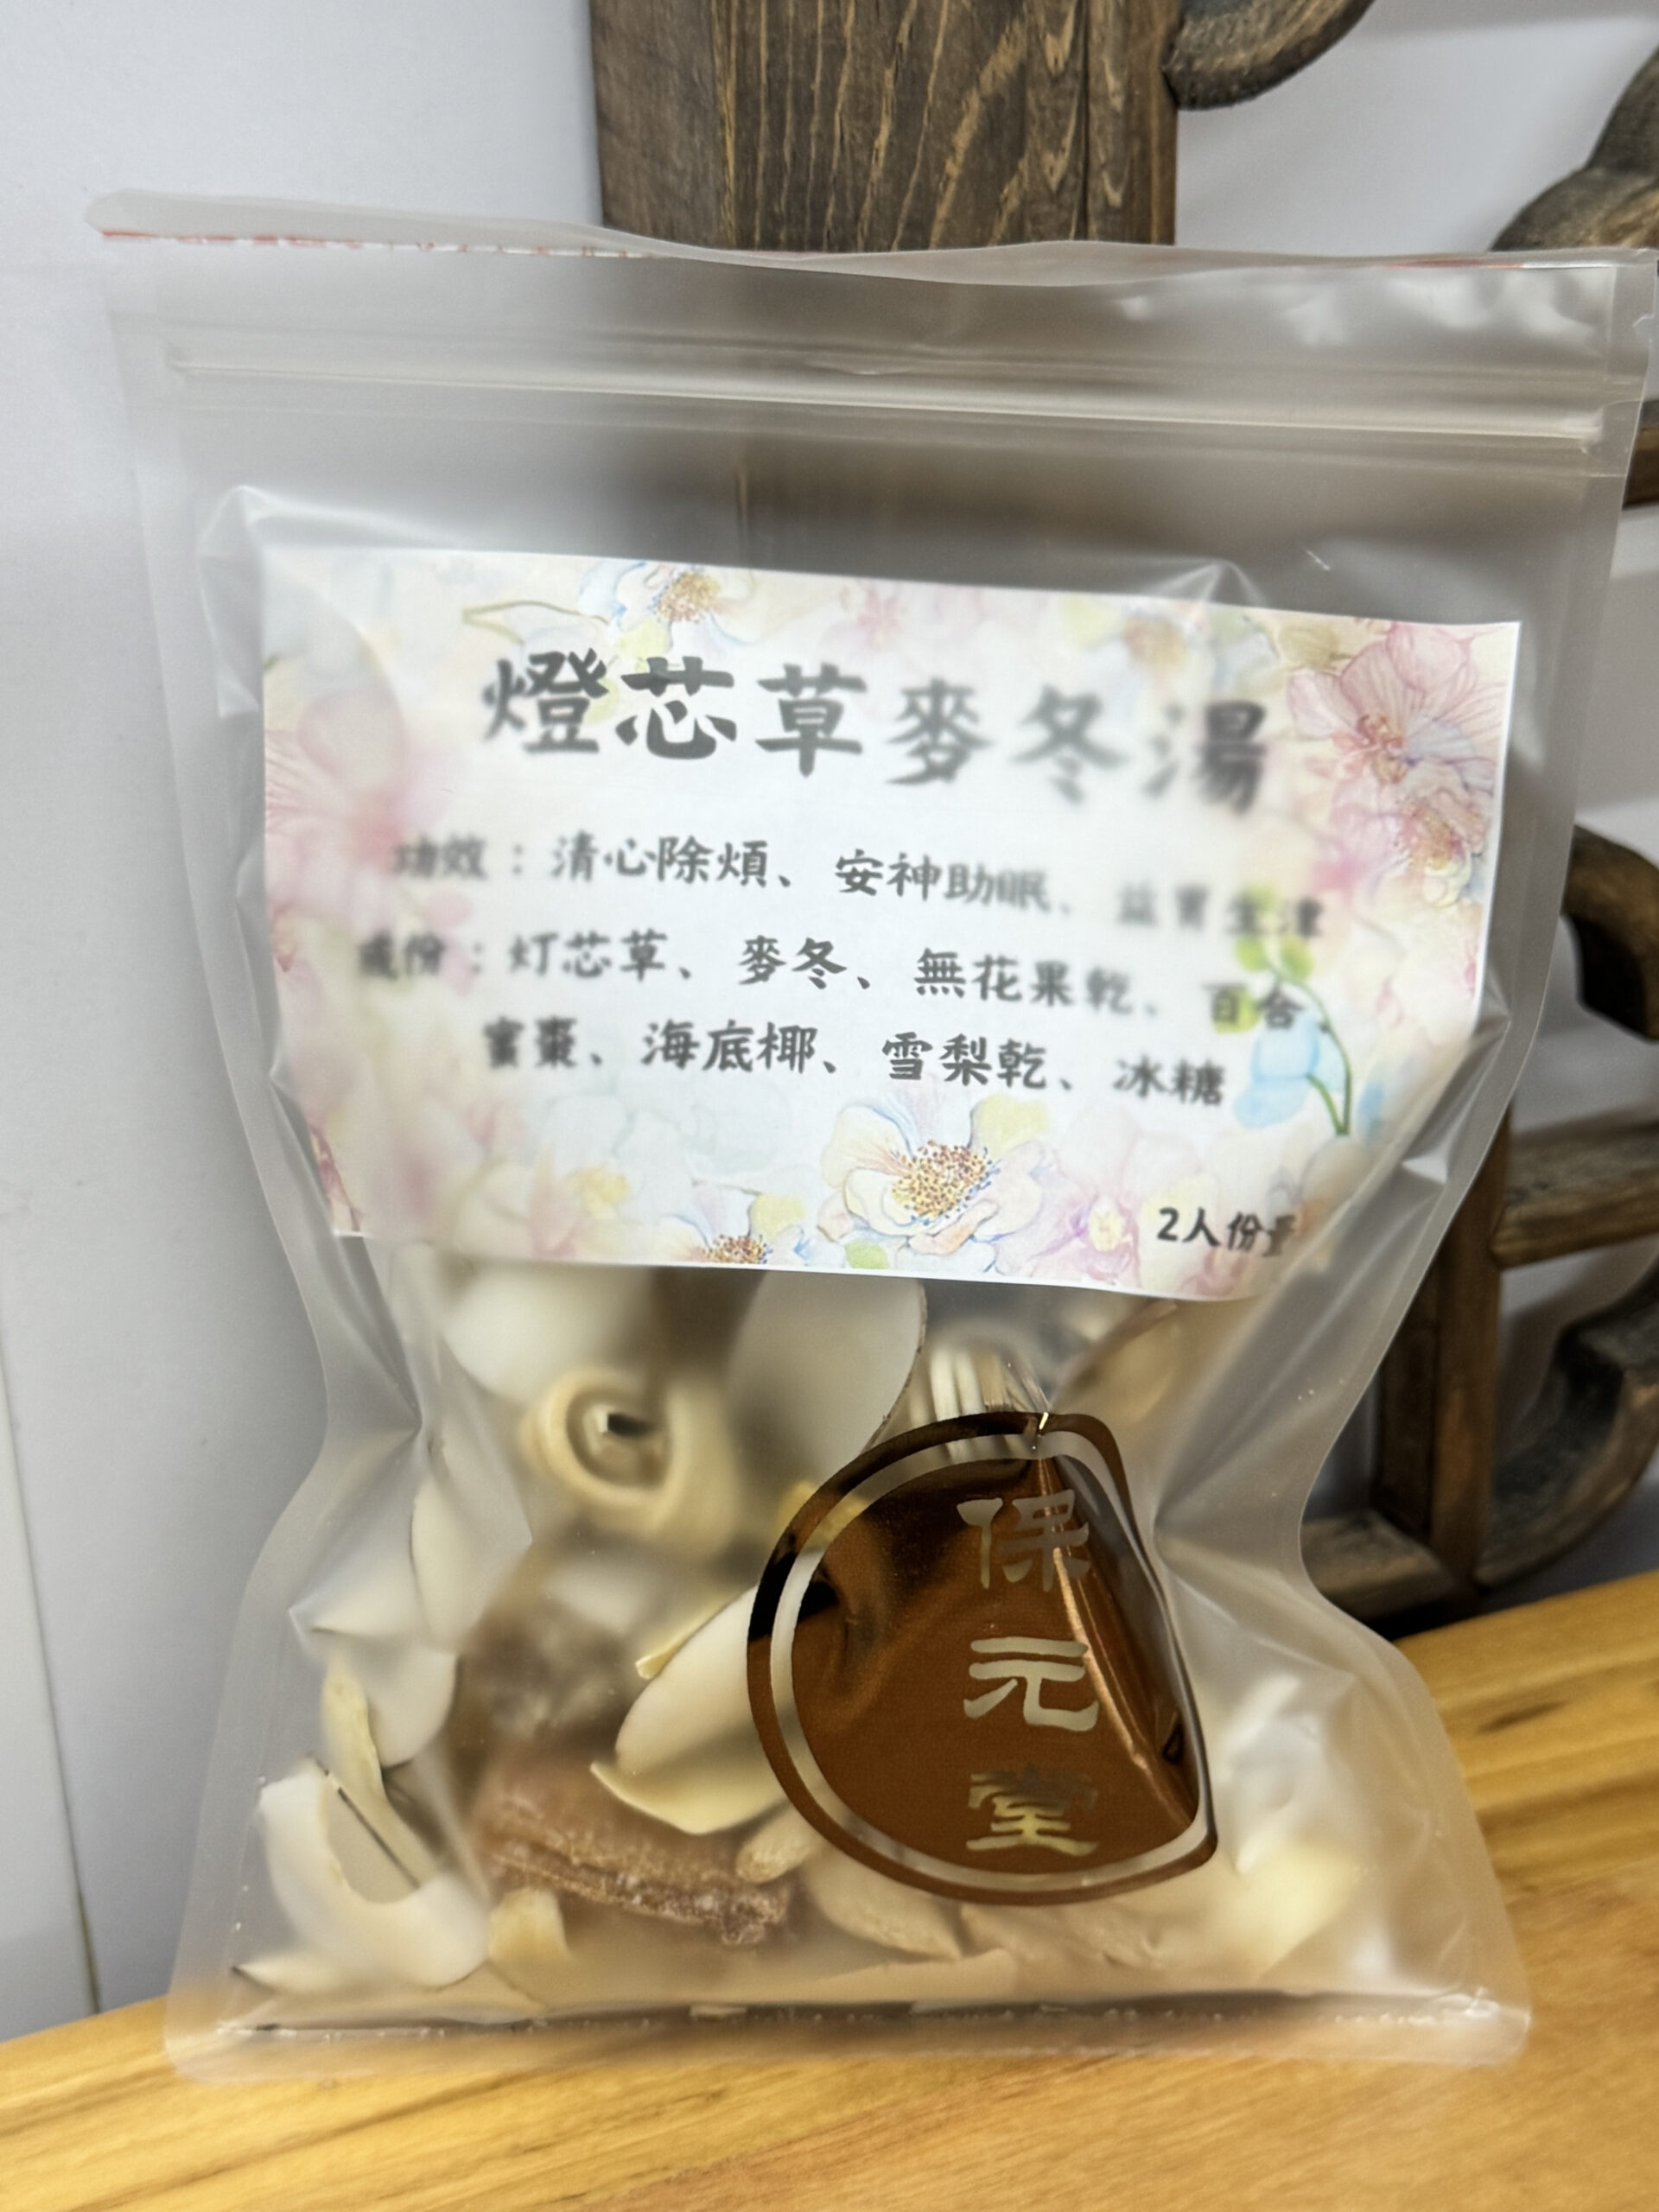 燈芯草麥冬湯
功效：清心除煩、安神助眠、益胃生津
成份：灯芯草、麥冬、無花果乾、百合、
蜜棗、海底椰、雪梨乾、冰糖
2人份量
保
元
堂